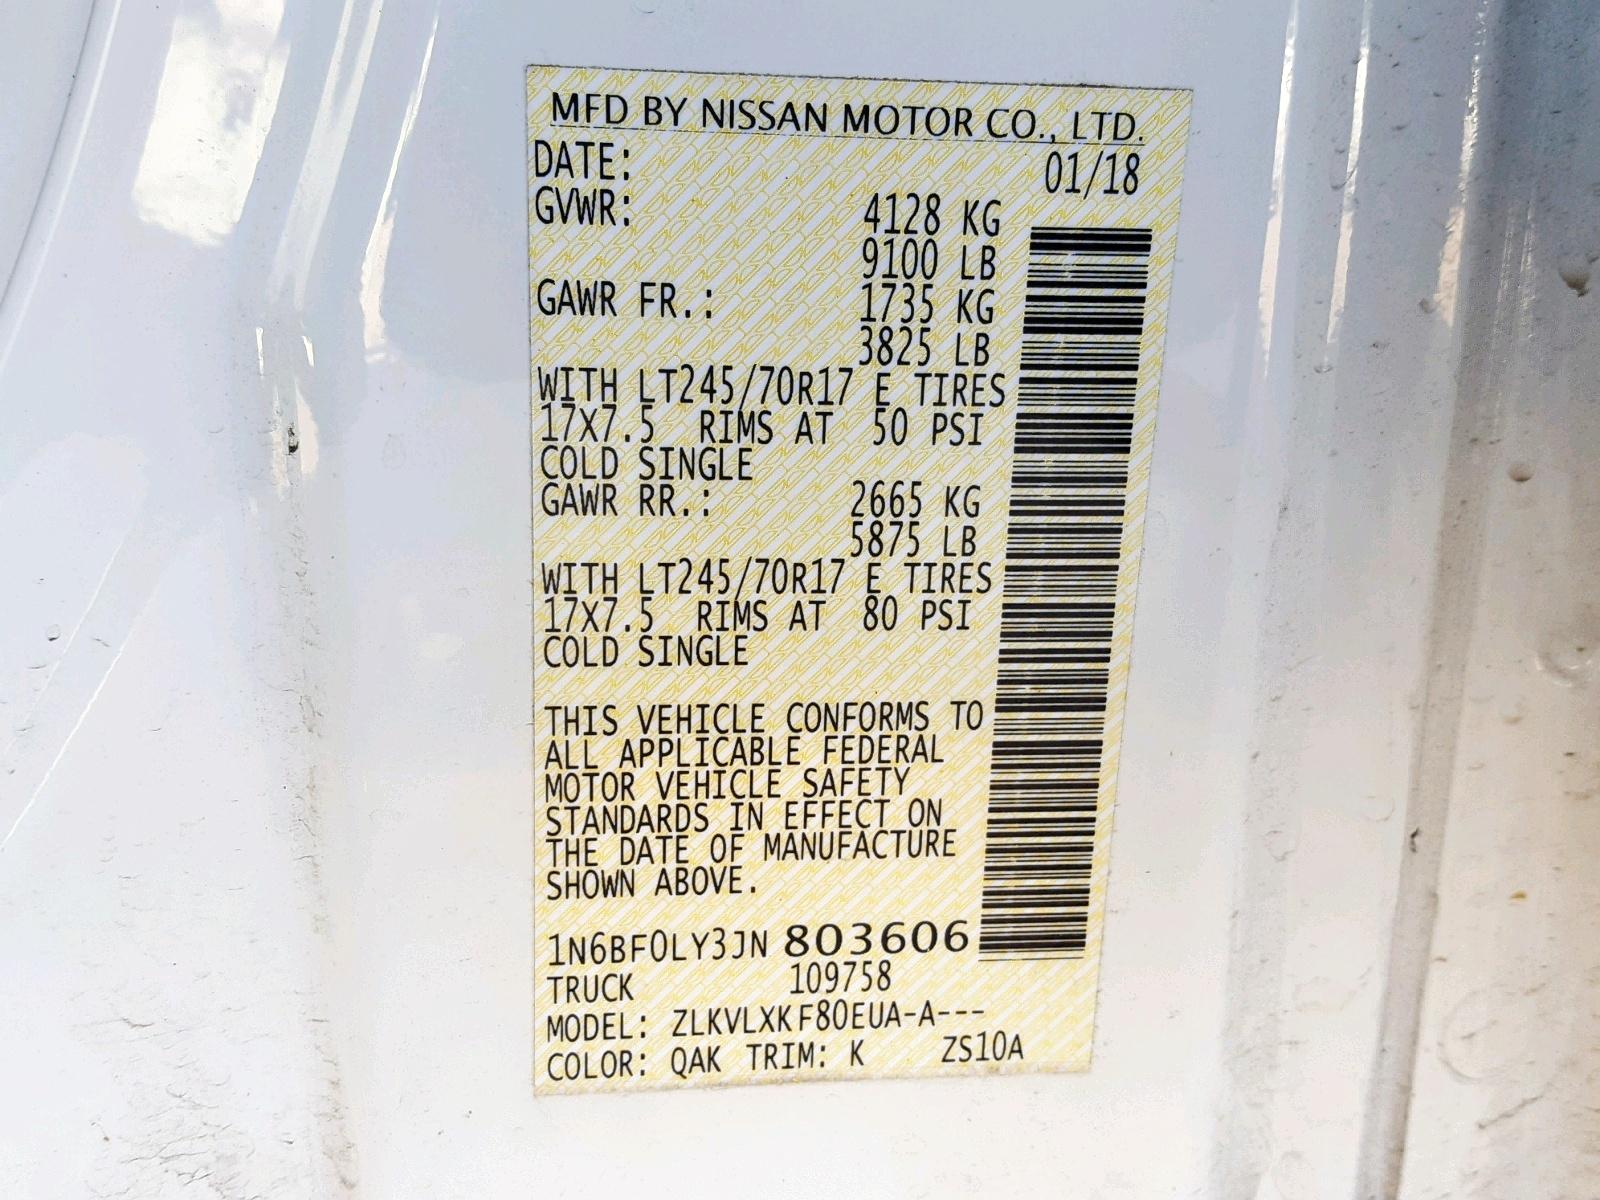 MFD BY NISSAN MOTOR CO., LTD.
DATE: 01/18
GVWR: 4128 KG
9100 LB
GAWR FR.: 1735 KG
3825 LB
WITH LT245/70R17 E TIRES
17X7.5 RIMS AT 50 PSI
COLD SINGLE
GAWR RR.: 2665 KG
5875 LB
WITH LT245/70R17 E TIRES
17X7.5 RIMS AT 80 PSI
COLD SINGLE
THIS VEHICLE CONFORMS TO
ALL APPLICABLE FEDERAL
MOTOR VEHICLE SAFETY
STANDARDS IN EFFECT ON
THE DATE OF MANUFACTURE
SHOWN ABOVE.
1N6BF0LY3JN 803606
TRUCK 109758
MODEL: ZLKVLXKF80EUA-A---
COLOR: QAK TRIM: K ZS10A